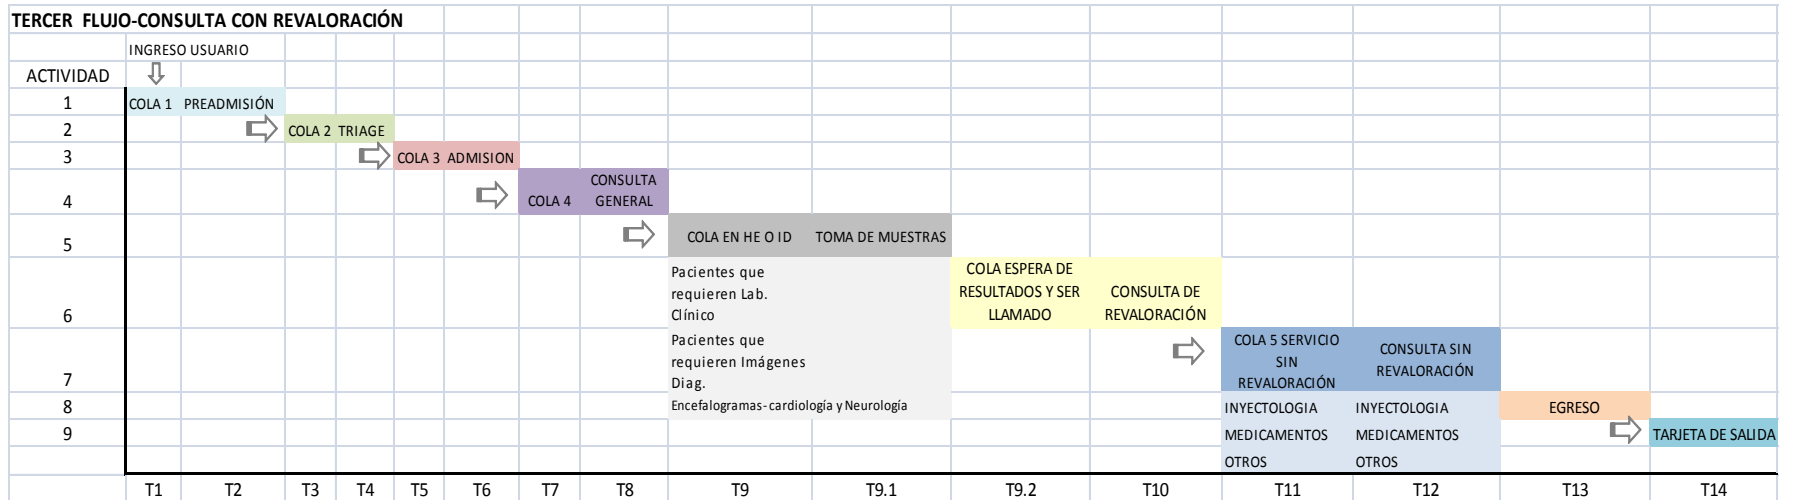 TERCER FLUJO-CONSULTA CON REVALORACIÓN
INGRESO USUARIO
ACTIVIDAD
1 COLA 1 PREADMISIÓN
2 COLA 2 TRIAGE
3 COLA 3 ADMISION
CONSULTA
4 COLA 4 GENERAL
5 COLA EN HE O ID TOMA DE MUESTRAS
Pacientes que
requieren Lab.
Clínico
COLA ESPERA DE
RESULTADOS Y SER
LLAMADO
CONSULTA DE
REVALORACIÓN
6
Pacientes que
requieren Imágenes
Diag.
COLA 5 SERVICIO
SIN
REVALORACIÓN
CONSULTA SIN
REVALORACIÓN
7
8 Encefalogramas-cardiología y Neurología INYECTOLOGIA INYECTOLOGIA EGRESO
9 MEDICAMENTOS MEDICAMENTOS TARJETA DE SALIDA
OTROS OTROS
T1 T2 T3 T4 T5 T6 T7 T8 T9 T9.1 T9.2 T10 T11 T12 T13 T14